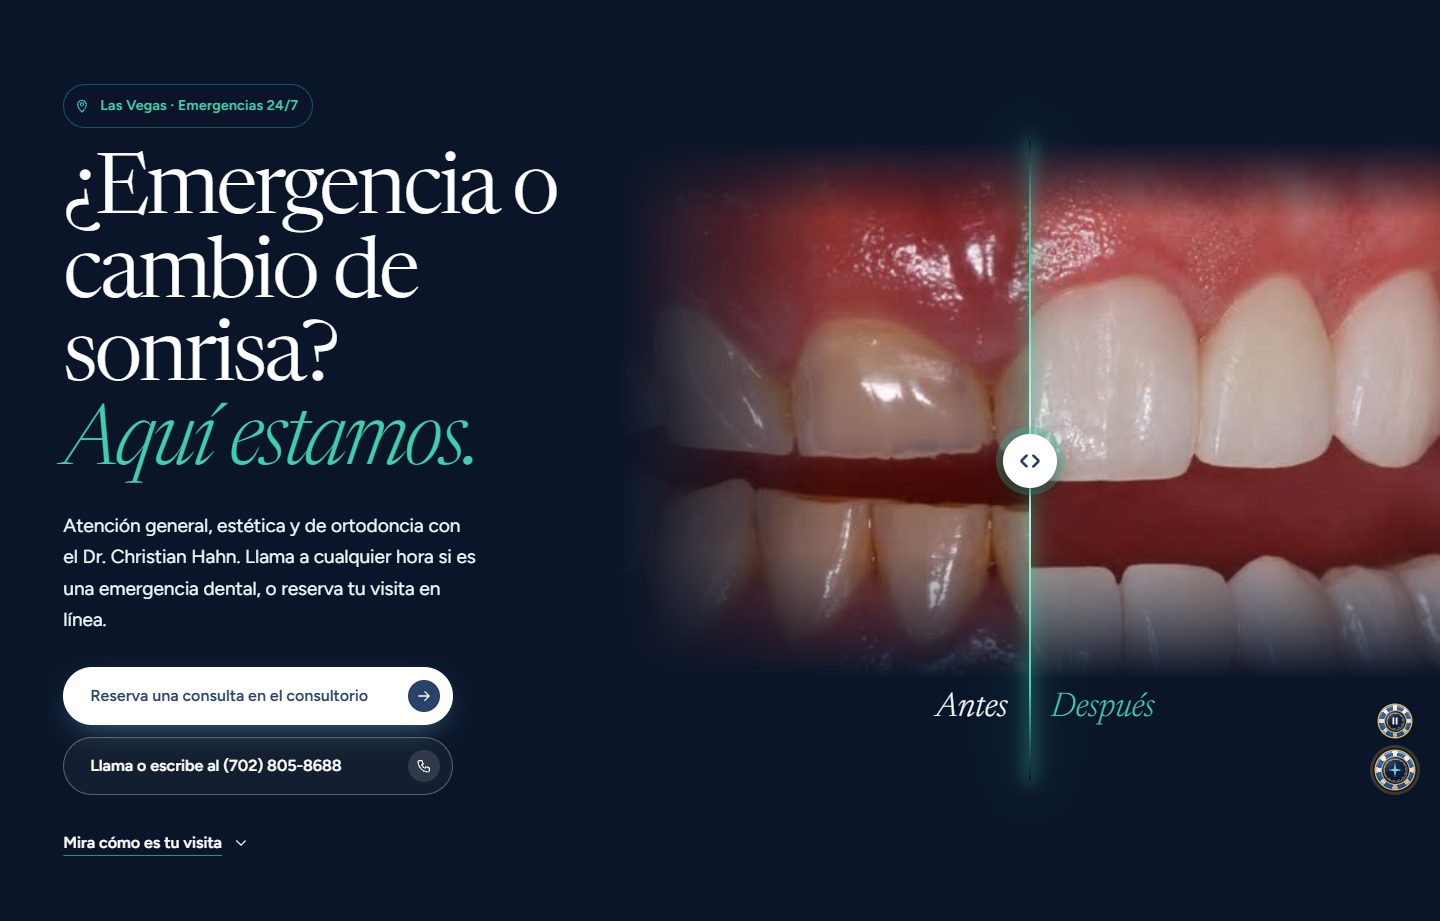 Las Vegas · Emergencias 24/7
¿Emergencia o
cambio de
sonrisa?
Aquí estamos.
Atención general, estética y de ortodoncia con
el Dr. Christian Hahn. Llama a cualquier hora si es
una emergencia dental, o reserva tu visita en
línea.
Reserva una consulta en el consultorio
Llama o escribe al (702) 805-8688
Mira cómo es tu visita
Antes
Después